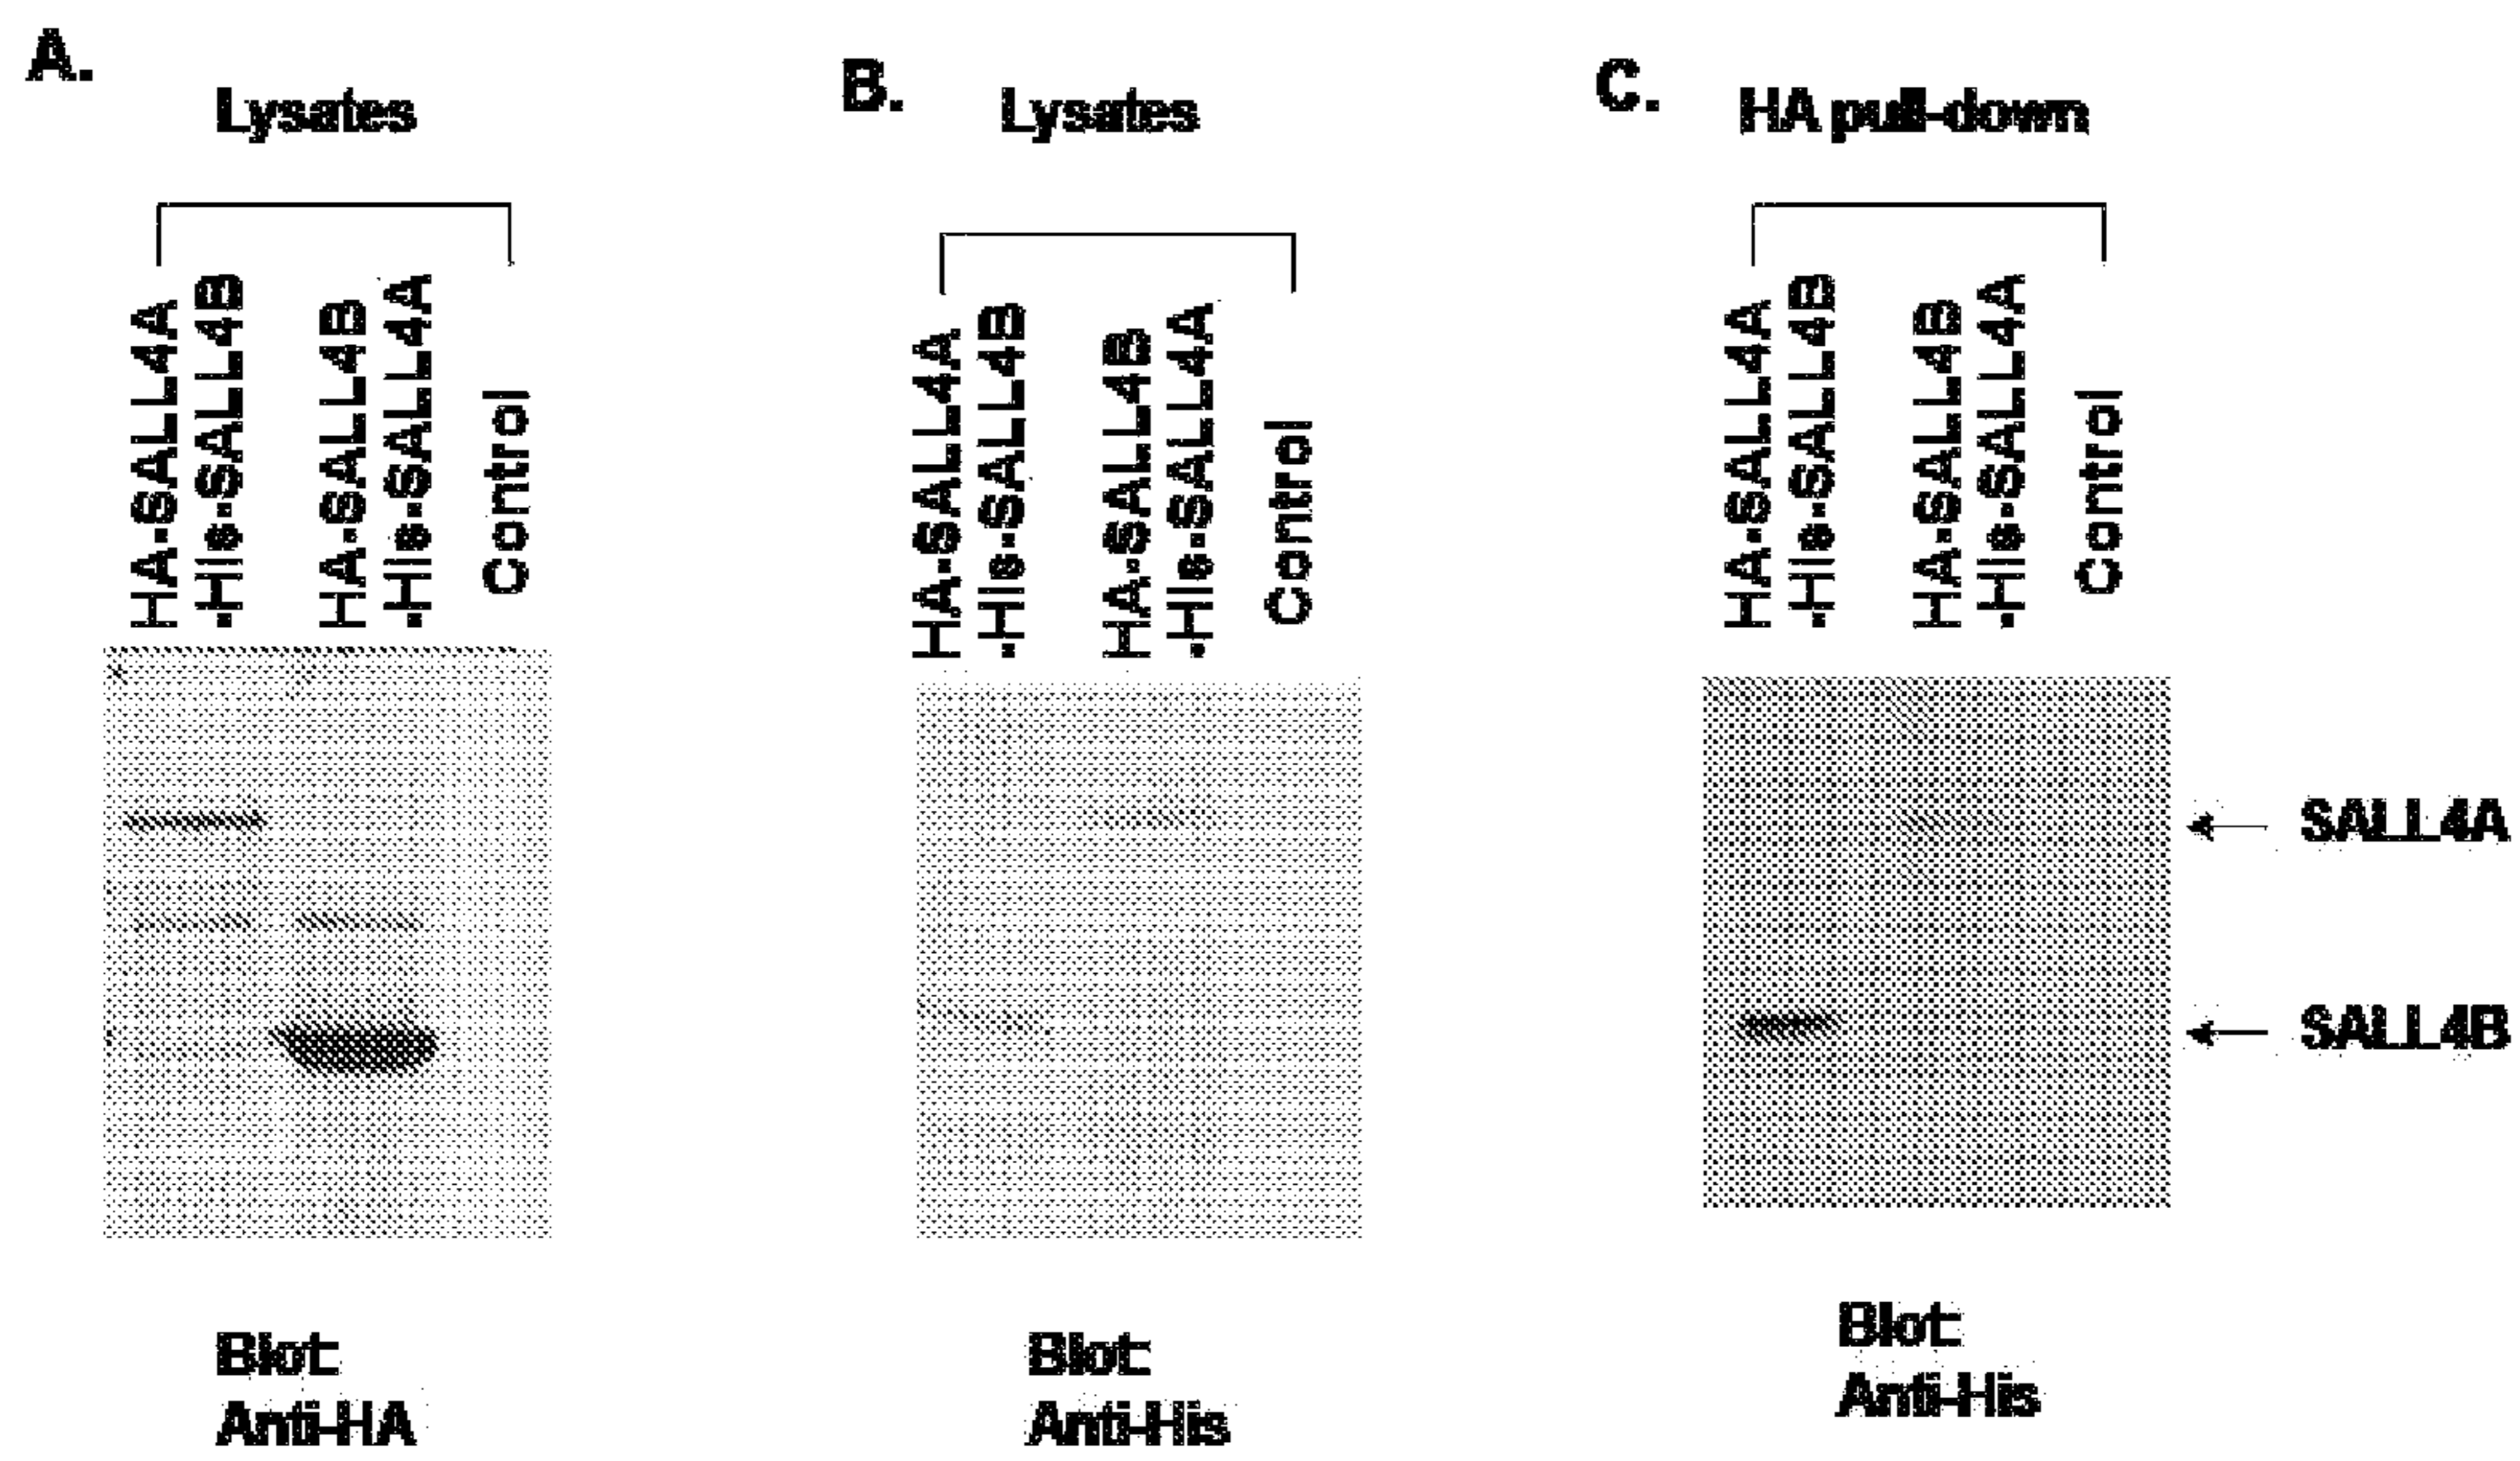 A.
Lysates
HA-SALL4A
-His-SALL4B
HA-SALL4B
-His-SALL4A
Control
Blot
Anti-HA
B.
Lysates
HA-SALL4A
-His-SALL4B
HA-SALL4B
-His-SALL4A
Control
Blot
Anti-His
C.
HA pull-down
HA-SALL4A
-His-SALL4B
HA-SALL4B
-His-SALL4A
Control
SALL4A
SALL4B
Blot
Anti-His